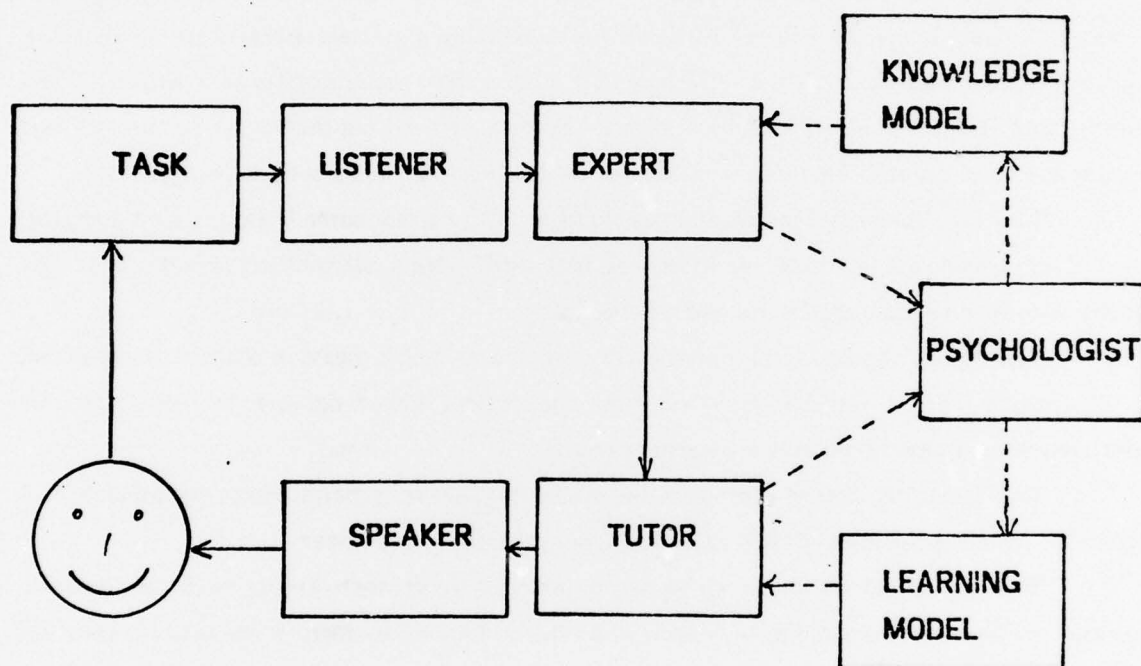 KNOWLEDGE
MODEL
TASK
LISTENER
EXPERT
PSYCHOLOGIST
SPEAKER
TUTOR
LEARNING
MODEL